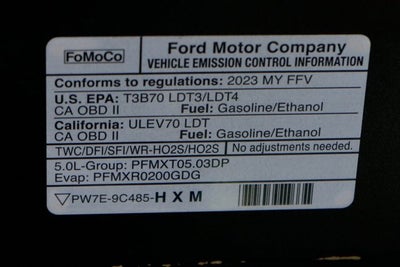 FoMoCo
Ford Motor Company
VEHICLE EMISSION CONTROL INFORMATION
Conforms to regulations: 2023 MY FFV
U.S. EPA: T3B70 LDT3/LDT4
CA OBD II Fuel: Gasoline/Ethanol
California: ULEV70 LDT
CA OBD II Fuel: Gasoline/Ethanol
TWC/DFI/SFI/WR-HO2S/HO2S No adjustments needed.
5.0L-Group: PFMXT05.03DP
Evap: PFMXR0200GDG
PW7E-9C485-HXM